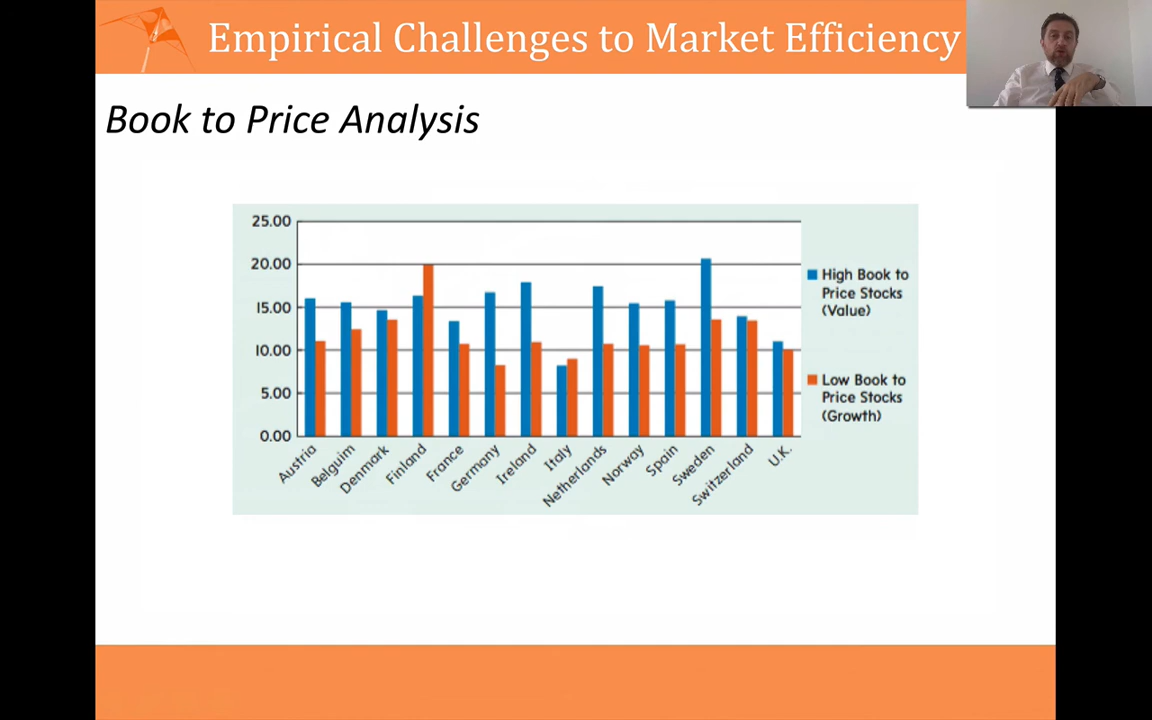 Empirical Challenges to Market Efficiency
Book to Price Analysis
25.00
20.00
15.00
10.00
5.00
0.00
Austria
Belguim
Denmark
Finland
France
Germany
Ireland
Italy
Netherlands
Norway
Spain
Sweden
Switzerland
U.K.
High Book to
Price Stocks
(Value)
Low Book to
Price Stocks
(Growth)